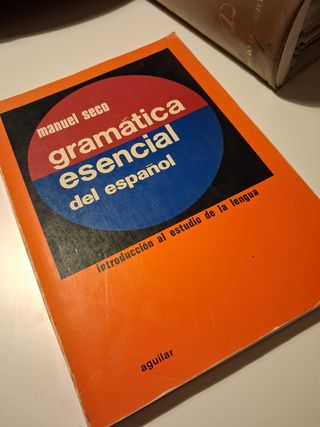 manuel seco
gramática
esencial
del español
introducción al estudio de la lengua
aguilar